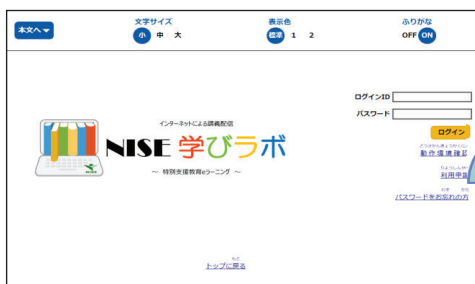 本文へ
文字サイズ
小 中 大
表示色
標準 1 2
ふりがな
OFF ON
ログインID
パスワード
ログイン
インターネットによる講義配信
NISE 学びラボ
～ 特別支援教育eラーニング ～
動作環境確認
パスワードをお忘れの方
トップに戻る